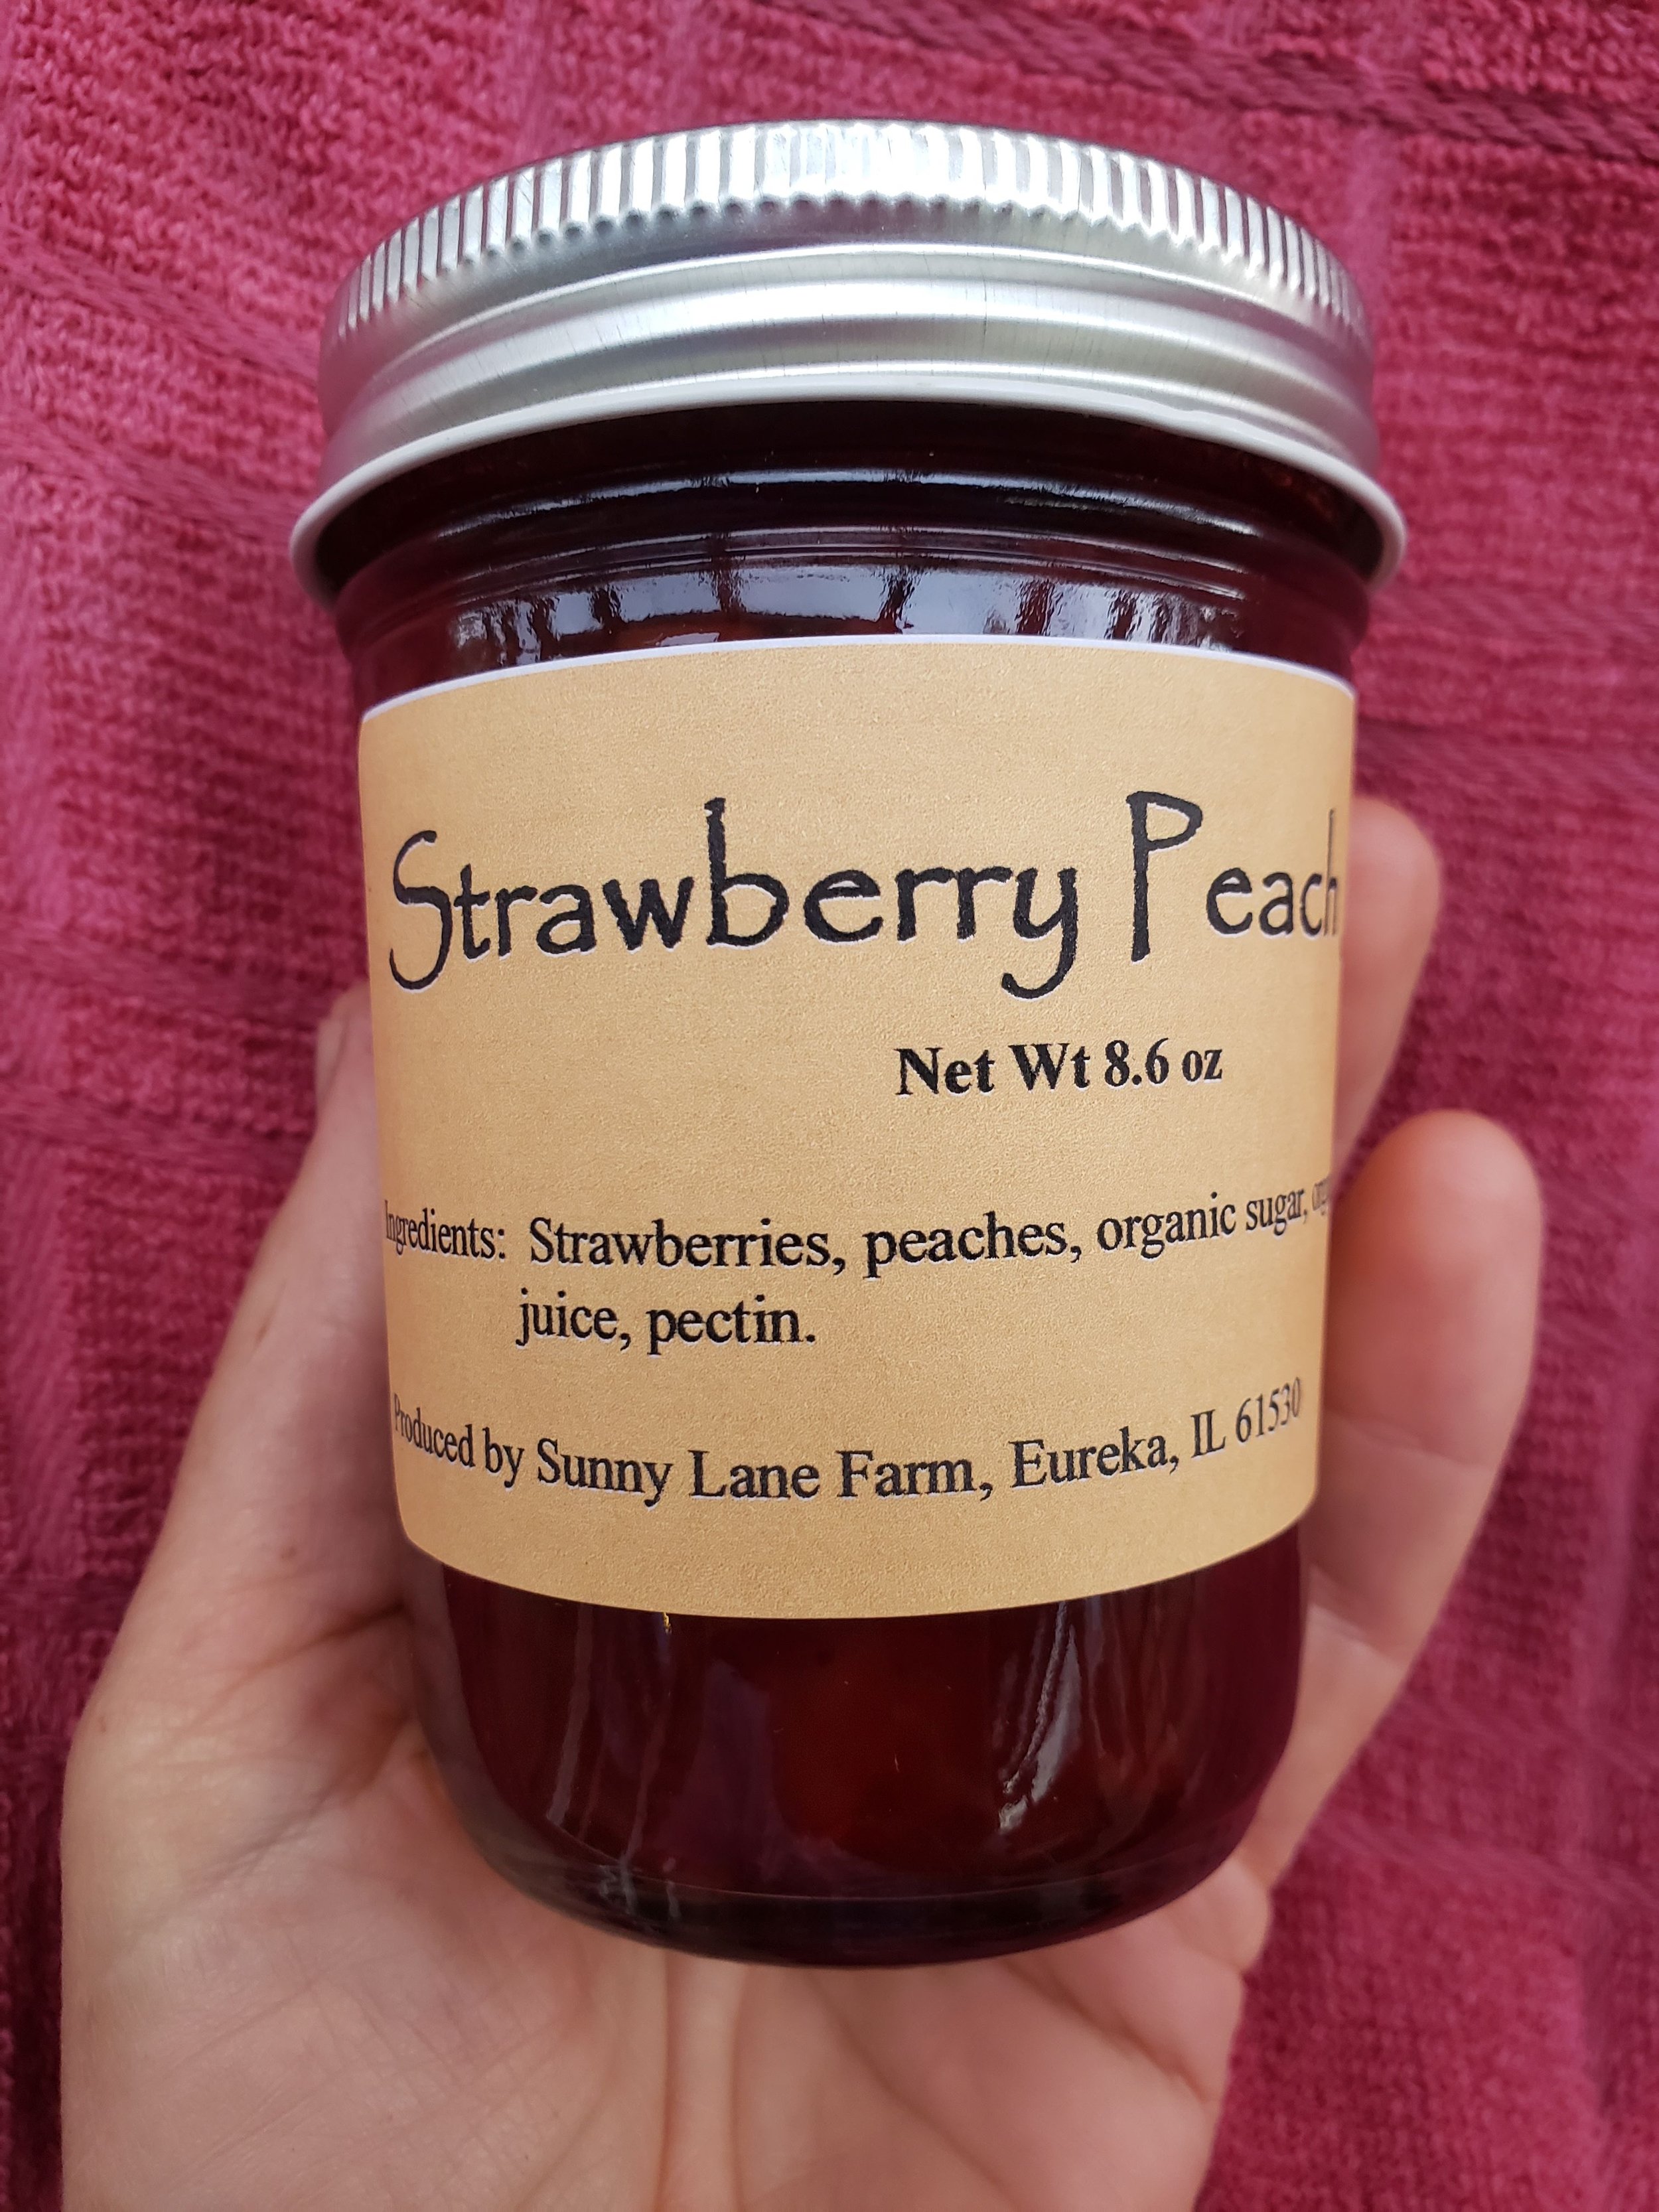 Strawberry Peach
Net Wt 8.6 oz
Ingredients: Strawberries, peaches, organic sugar,
juice, pectin.
Produced by Sunny Lane Farm, Eureka, IL 61530